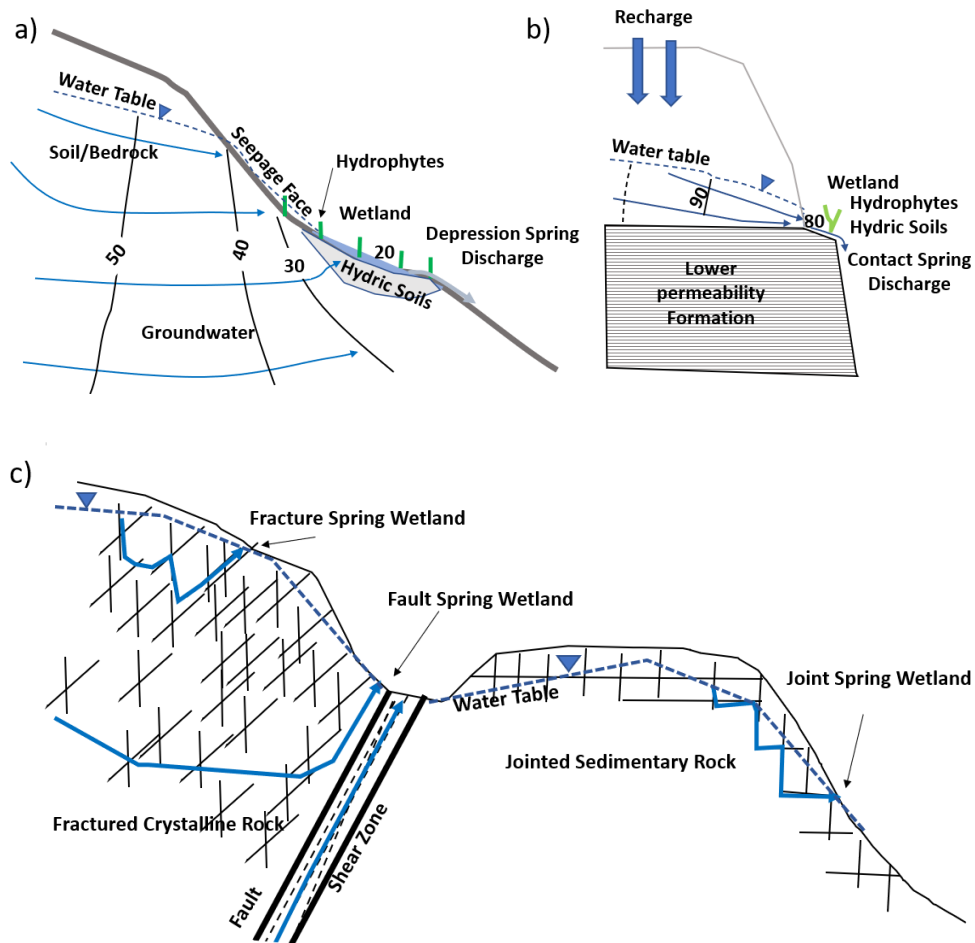 a)
Water Table
Soil/Bedrock
Seepage Face
Hydrophytes
Wetland
20
Depression Spring
Discharge
50
40
30
Hydric Soils
Groundwater
b)
Recharge
Water table
90
80
Wetland
Hydrophytes
Hydric Soils
Contact Spring
Discharge
Lower
permeability
Formation
c)
Fracture Spring Wetland
Fault Spring Wetland
Water Table
Joint Spring Wetland
Jointed Sedimentary Rock
Fractured Crystalline Rock
Fault
Shear Zone